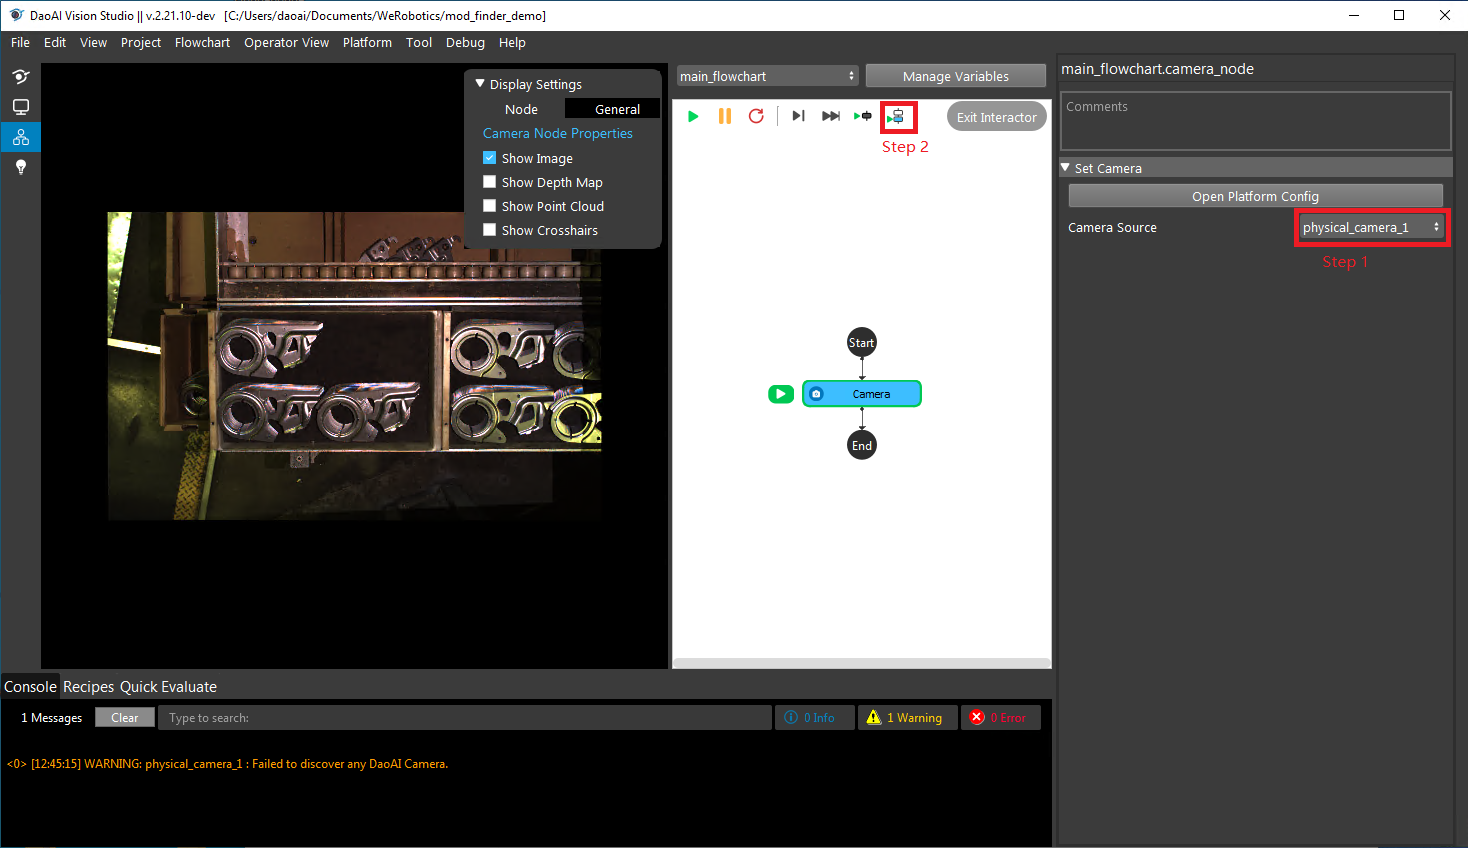 DaoAI Vision Studio || v.2.21.10-dev   [C:/Users/daoai/Documents/WeRobotics/mod_finder_demo]
File Edit View Project Flowchart Operator View Platform Tool Debug Help
Display Settings
Node General
Camera Node Properties
Show Image
Show Depth Map
Show Point Cloud
Show Crosshairs
main_flowchart
Manage Variables
Exit Interactor
Step 2
Start
Camera
End
main_flowchart.camera_node
Comments
Set Camera
Open Platform Config
Camera Source physical_camera_1
Step 1
Console Recipes Quick Evaluate
1 Messages Clear Type to search: 0 Info 1 Warning 0 Error
<0> [12:45:15] WARNING: physical_camera_1 : Failed to discover any DaoAI Camera.